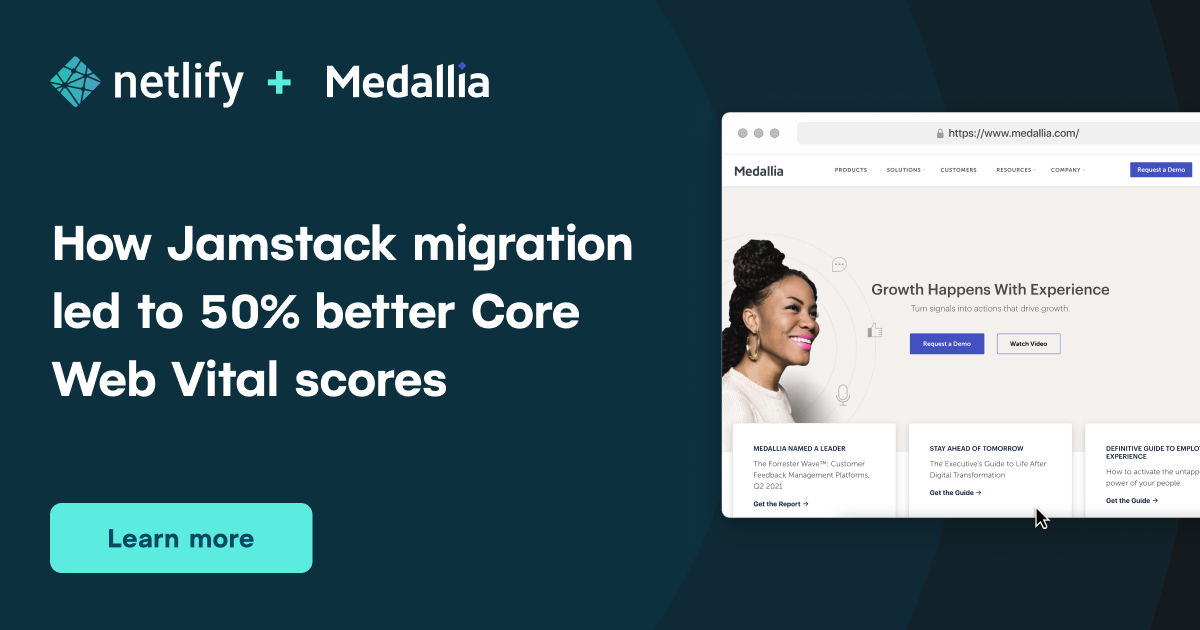 netlify + Medallia
How Jamstack migration
led to 50% better Core
Web Vital scores
Learn more
https://www.medallia.com/
Medallia
PRODUCTS
SOLUTIONS
CUSTOMERS
RESOURCES
COMPANY
Request a Demo
Growth Happens With Experience
Turn signals into actions that drive growth.
Request a Demo
Watch Video
MEDALLIA NAMED A LEADER
The Forrester Wave™: Customer
Feedback Management Platforms,
Q2 2021
Get the Report →
STAY AHEAD OF TOMORROW
The Executive's Guide to Life After
Digital Transformation
Get the Guide →
DEFINITIVE GUIDE TO EMPLO
EXPERIENCE
How to activate the untapp
power of your people
Get the Guide →